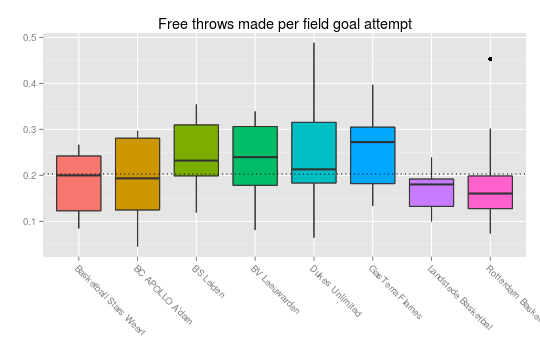 Free throws made per field goal attempt
0.5
0.4
0.3
0.2
0.1
Basketball Stars Weert
BC APOLLO A'dam
BS Leiden
BV Leeuwarden
Dukes Unlimited
GasTerra Flames
Landstede Basketbal
Rotterdam Basket